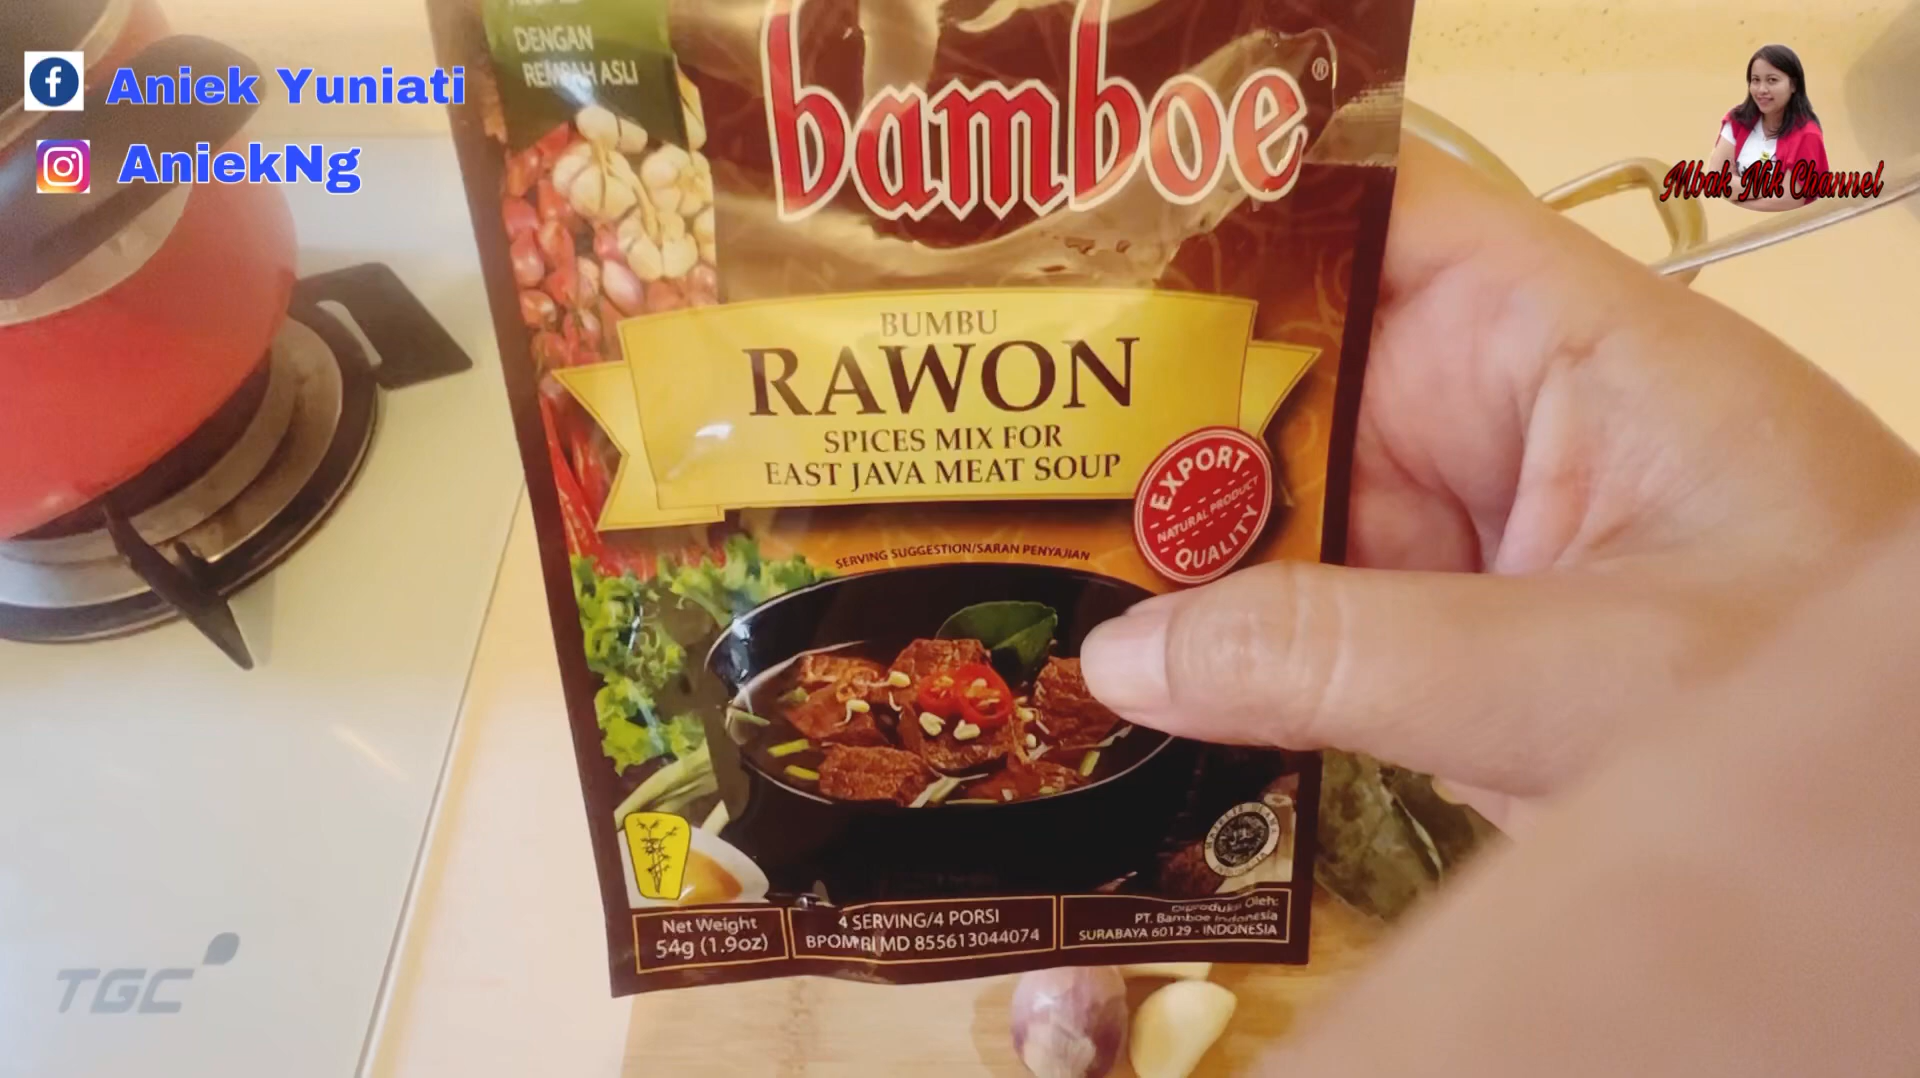 Aniek Yuniati
AniekNg
Mbak Nik Channel
DENGAN
REMPAH ASLI
bamboe®
BUMBU
RAWON
SPICES MIX FOR
EAST JAVA MEAT SOUP
EXPORT
NATURAL PRODUCT
QUALITY
SERVING SUGGESTION/SARAN PENYAJIAN
Net Weight
54g (1.9oz)
4 SERVING/4 PORSI
BPOM RI MD 855613044074
Diproduksi Oleh:
PT. Bamboe Indonesia
SURABAYA 60129 - INDONESIA
TGC